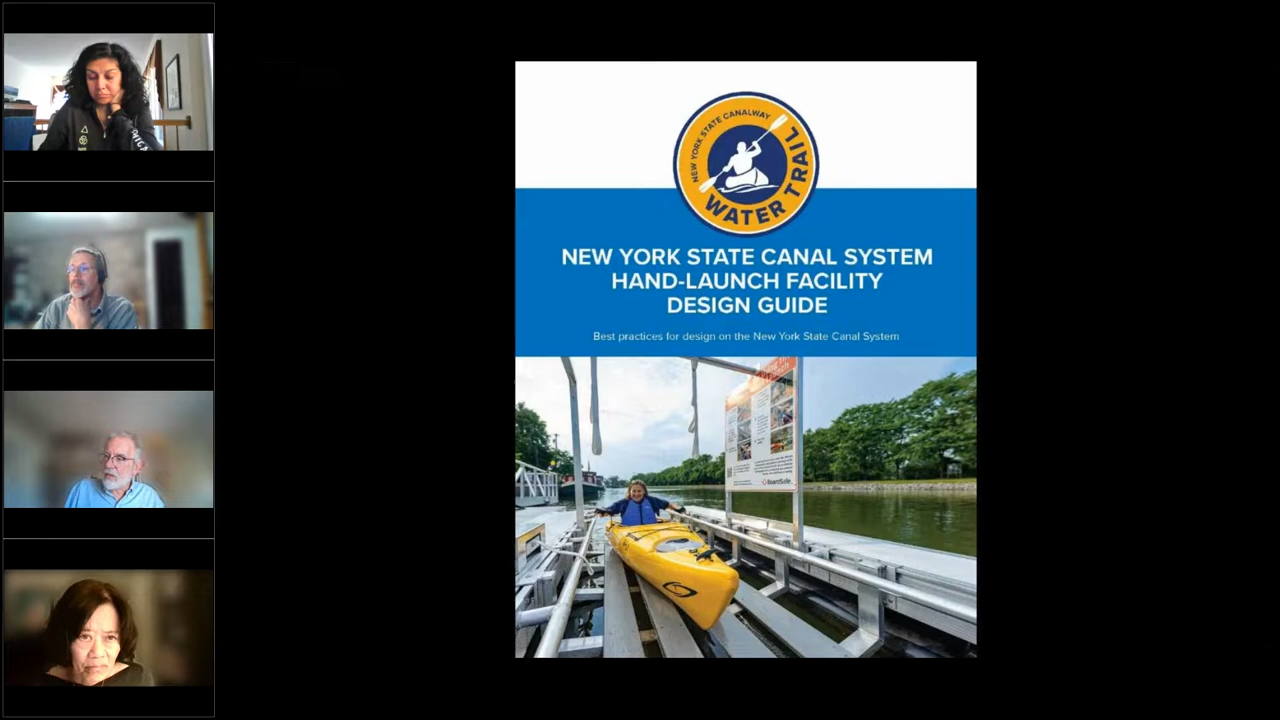 NEW YORK STATE CANALWAY
WATER TRAIL
NEW YORK STATE CANAL SYSTEM
HAND-LAUNCH FACILITY
DESIGN GUIDE
Best practices for design on the New York State Canal System
BoardSafe